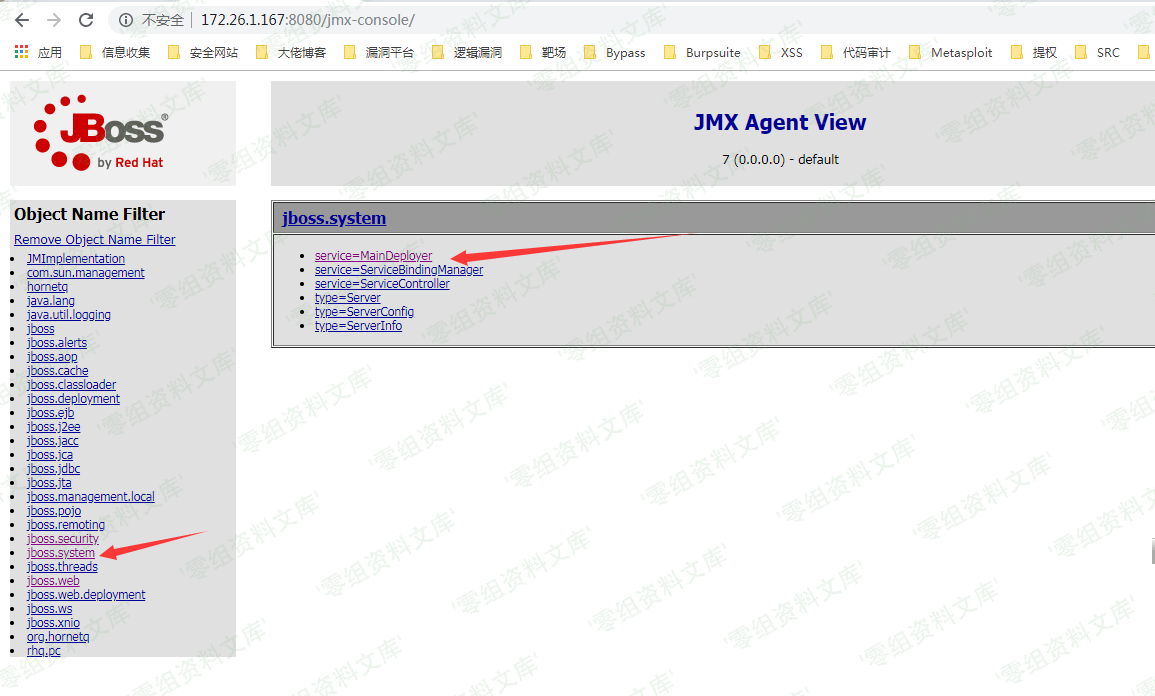 不安全 172.26.1.167:8080/jmx-console/
应用 信息收集 安全网站 大佬博客 漏洞平台 逻辑漏洞 靶场 Bypass Burpsuite XSS 代码审计 Metasploit 提权 SRC
JBoss®
by Red Hat
JMX Agent View
7 (0.0.0.0) - default
Object Name Filter
Remove Object Name Filter
JMImplementation
com.sun.management
hornetq
java.lang
java.util.logging
jboss
jboss.alerts
jboss.aop
jboss.cache
jboss.classloader
jboss.deployment
jboss.ejb
jboss.j2ee
jboss.jacc
jboss.jca
jboss.jdbc
jboss.jta
jboss.management.local
jboss.pojo
jboss.remoting
jboss.security
jboss.system
jboss.threads
jboss.web
jboss.web.deployment
jboss.ws
jboss.xnio
org.hornetq
rhq.pc
jboss.system
service=MainDeployer
service=ServiceBindingManager
service=ServiceController
type=Server
type=ServerConfig
type=ServerInfo
'零组资料文库'